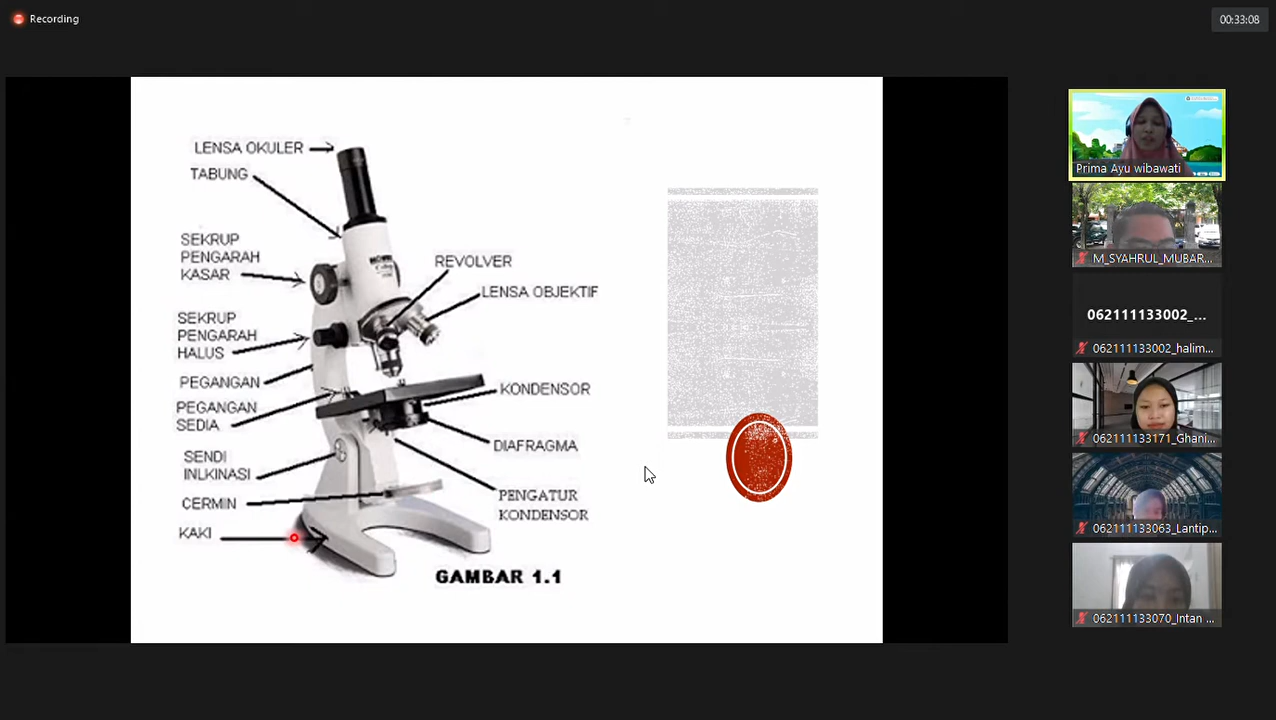 Recording
00:33:08
LENSA OKULER
TABUNG
SEKRUP
PENGARAH
KASAR
REVOLVER
LENSA OBJEKTIF
SEKRUP
PENGARAH
HALUS
PEGANGAN
PEGANGAN
SEDIA
KONDENSOR
DIAFRAGMA
SENDI
INLKINASI
PENGATUR
KONDENSOR
CERMIN
KAKI
GAMBAR 1.1
Prima Ayu wibawati
M_SYAHRUL_MUBAR...
062111133002_...
062111133002_halim...
062111133171_Ghani...
062111133063_Lantip...
062111133070_Intan ...